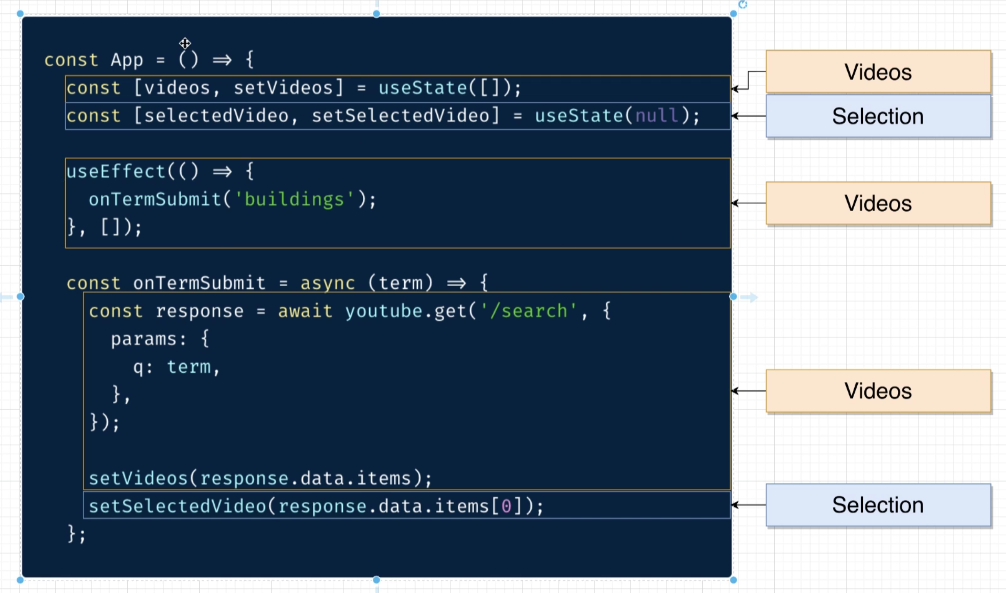 const App = () => {
const [videos, setVideos] = useState([]);
const [selectedVideo, setSelectedVideo] = useState(null);
useEffect(() => {
onTermSubmit('buildings');
}, []);
const onTermSubmit = async (term) => {
const response = await youtube.get('/search', {
params: {
q: term,
},
});
setVideos(response.data.items);
setSelectedVideo(response.data.items[0]);
};
Videos
Selection
Videos
Videos
Selection